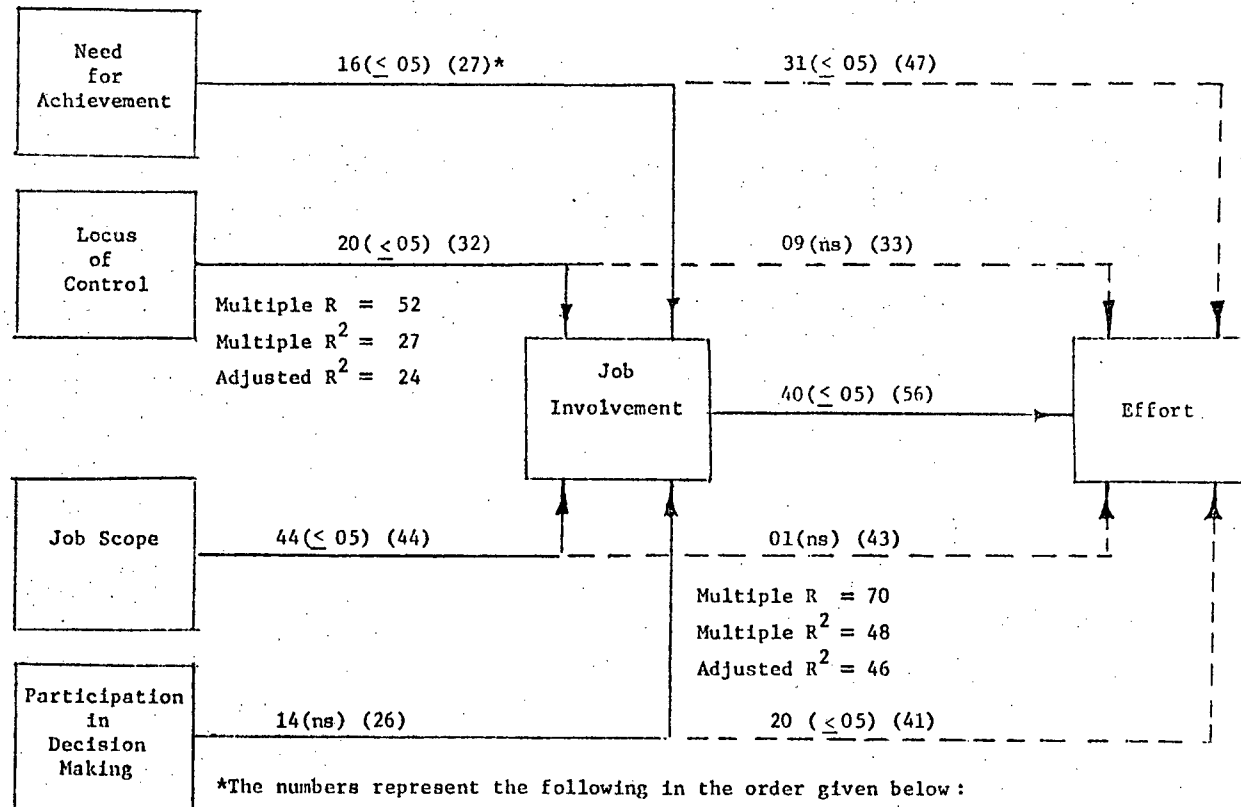 Need
for
Achievement
16(≤ 05) (27)*
31(≤ 05) (47)
Locus
of
Control
20(≤ 05) (32)
09(ns) (33)
Multiple R = 52
Multiple R² = 27
Adjusted R² = 24
Job
Involvement
40(≤ 05) (56)
Effort
Job Scope
44(≤ 05) (44)
01(ns) (43)
Multiple R = 70
Multiple R² = 48
Adjusted R² = 46
Participation
in
Decision
Making
14(ns) (26)
20 (≤05) (41)
*The numbers represent the following in the order given below: